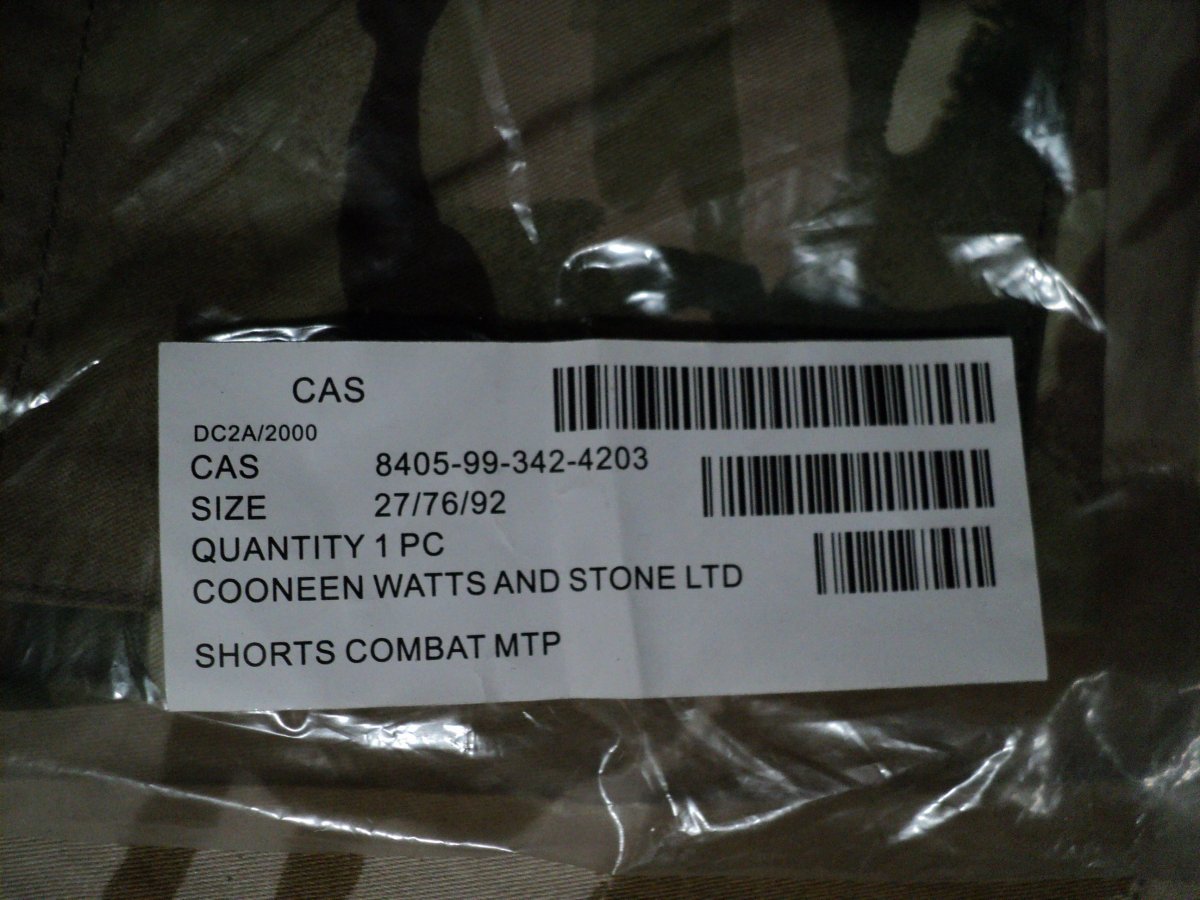 CAS
DC2A/2000
CAS 8405-99-342-4203
SIZE 27/76/92
QUANTITY 1 PC
COONEEN WATTS AND STONE LTD
SHORTS COMBAT MTP